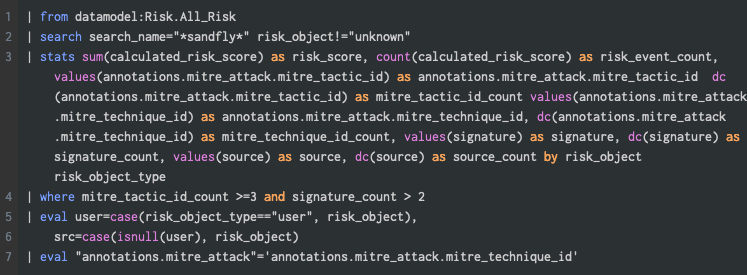 1 | from datamodel:Risk.All_Risk
2 | search search_name="*sandfly*" risk_object!="unknown"
3 | stats sum(calculated_risk_score) as risk_score, count(calculated_risk_score) as risk_event_count,
values(annotations.mitre_attack.mitre_tactic_id) as annotations.mitre_attack.mitre_tactic_id dc
(annotations.mitre_attack.mitre_tactic_id) as mitre_tactic_id_count values(annotations.mitre_attack
.mitre_technique_id) as annotations.mitre_attack.mitre_technique_id, dc(annotations.mitre_attack
.mitre_technique_id) as mitre_technique_id_count, values(signature) as signature, dc(signature) as
signature_count, values(source) as source, dc(source) as source_count by risk_object
risk_object_type
4 | where mitre_tactic_id_count >=3 and signature_count > 2
5 | eval user=case(risk_object_type=="user", risk_object),
6 src=case(isnull(user), risk_object)
7 | eval "annotations.mitre_attack"='annotations.mitre_attack.mitre_technique_id'